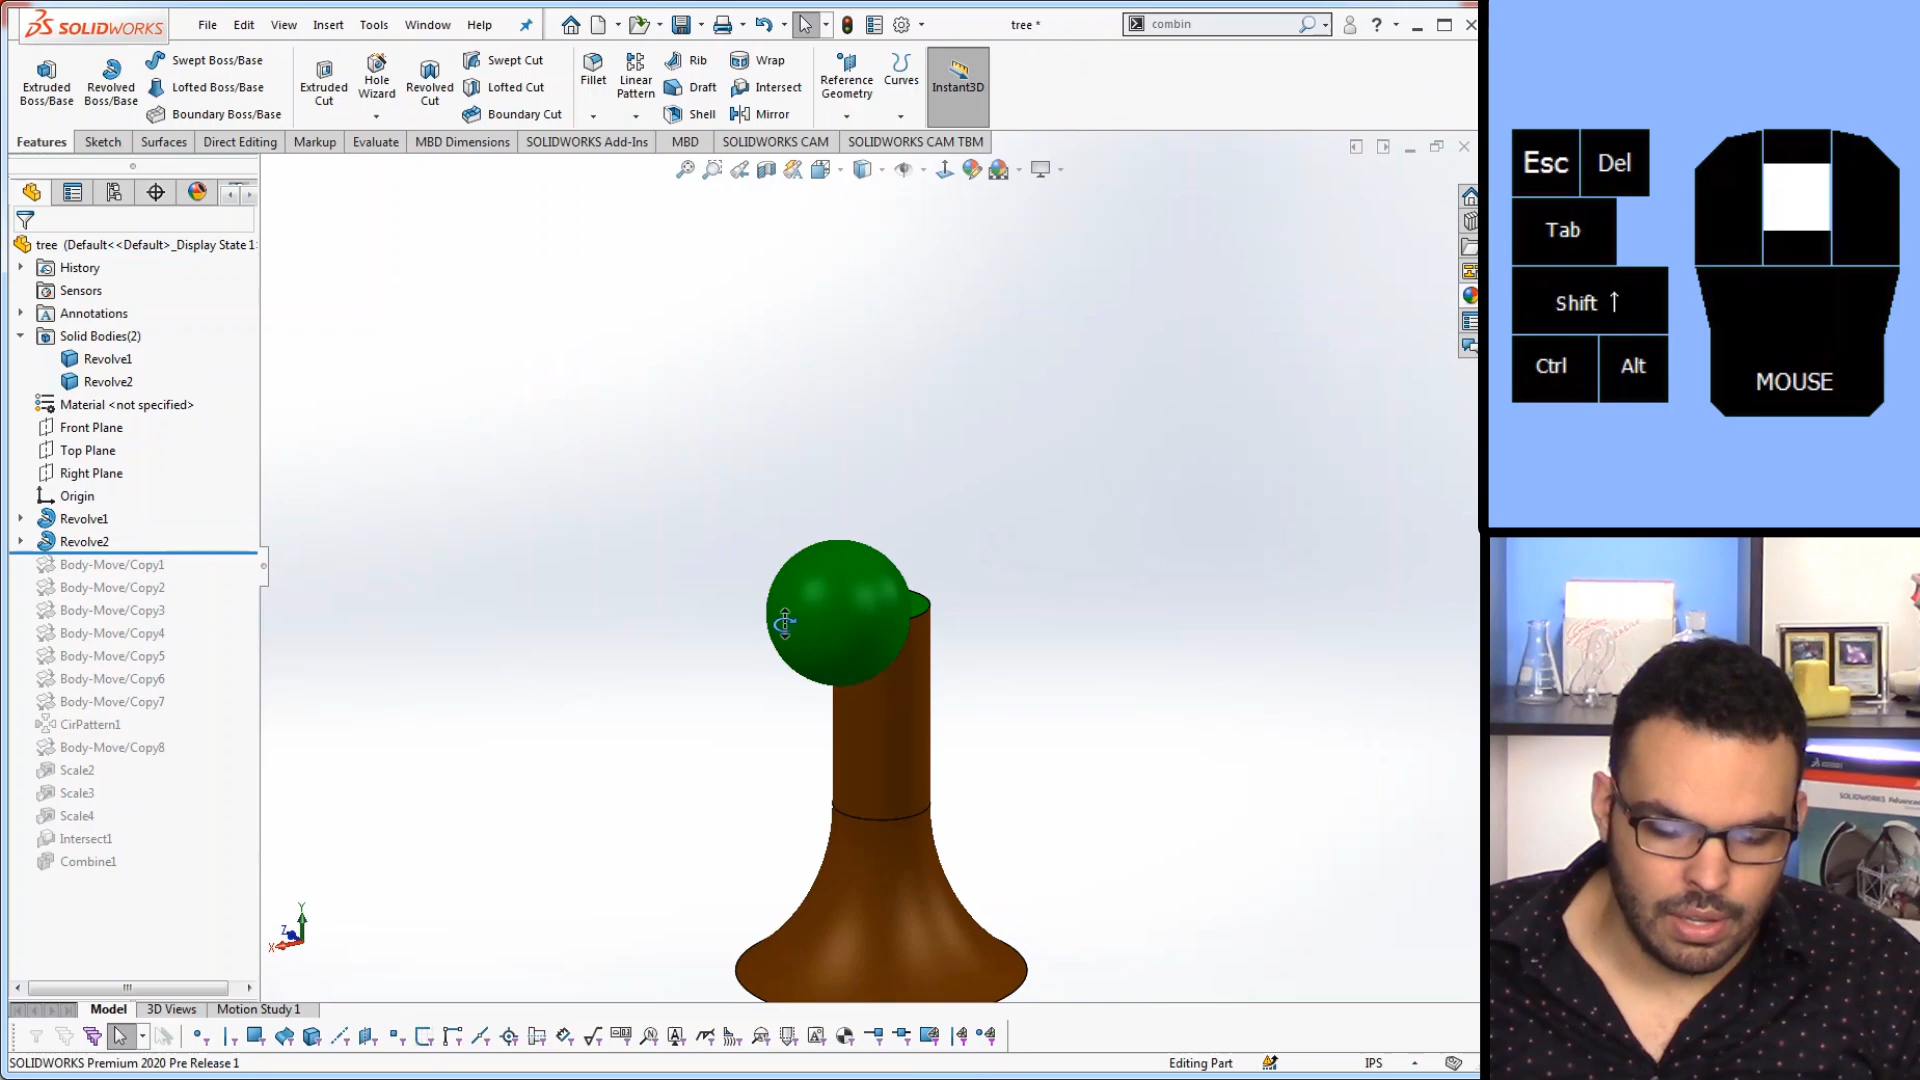 SOLIDWORKS
File Edit View Insert Tools Window Help
tree *
combin
Extruded Boss/Base
Revolved Boss/Base
Swept Boss/Base
Lofted Boss/Base
Boundary Boss/Base
Extruded Cut
Hole Wizard
Revolved Cut
Swept Cut
Lofted Cut
Boundary Cut
Fillet
Linear Pattern
Rib
Draft
Shell
Wrap
Intersect
Mirror
Reference Geometry
Curves
Instant3D
Features Sketch Surfaces Direct Editing Markup Evaluate MBD Dimensions SOLIDWORKS Add-Ins MBD SOLIDWORKS CAM SOLIDWORKS CAM TBM
tree (Default<<Default>_Display State 1
History
Sensors
Annotations
Solid Bodies(2)
Revolve1
Revolve2
Material <not specified>
Front Plane
Top Plane
Right Plane
Origin
Revolve1
Revolve2
Body-Move/Copy1
Body-Move/Copy2
Body-Move/Copy3
Body-Move/Copy4
Body-Move/Copy5
Body-Move/Copy6
Body-Move/Copy7
CirPattern1
Body-Move/Copy8
Scale2
Scale3
Scale4
Intersect1
Combine1
Y
Z
X
Model 3D Views Motion Study 1
SOLIDWORKS Premium 2020 Pre Release 1
Editing Part
IPS
Esc Del
Tab
Shift ↑
Ctrl Alt
MOUSE
SOLIDWORKS